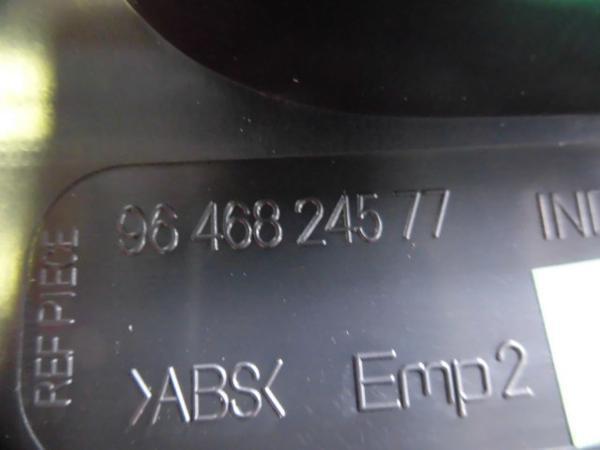 REF PIECE
96 468 245 77
>ABS< Emp2